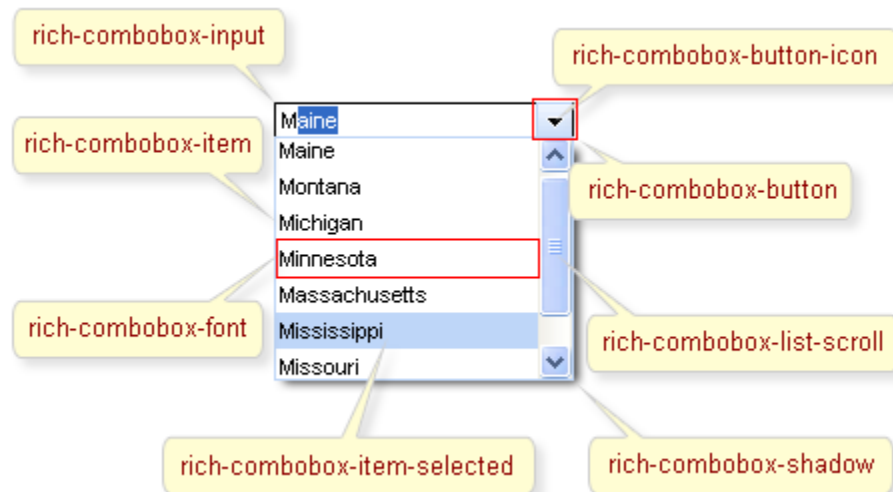 rich-combobox-input
rich-combobox-button-icon
Maine
rich-combobox-item
Maine
Montana
rich-combobox-button
Michigan
Minnesota
Massachusetts
rich-combobox-font
Mississippi
rich-combobox-list-scroll
Missouri
rich-combobox-item-selected
rich-combobox-shadow